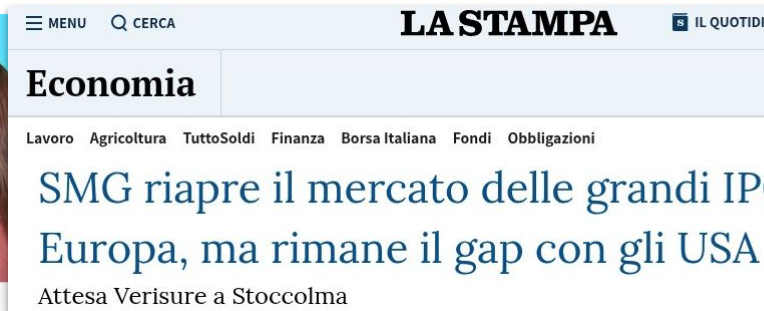 MENU CERCA LA STAMPA IL QUOTIDI
Economia
Lavoro Agricoltura TuttoSoldi Finanza Borsa Italiana Fondi Obbligazioni
SMG riapre il mercato delle grandi IP
Europa, ma rimane il gap con gli USA
Attesa Verisure a Stoccolma